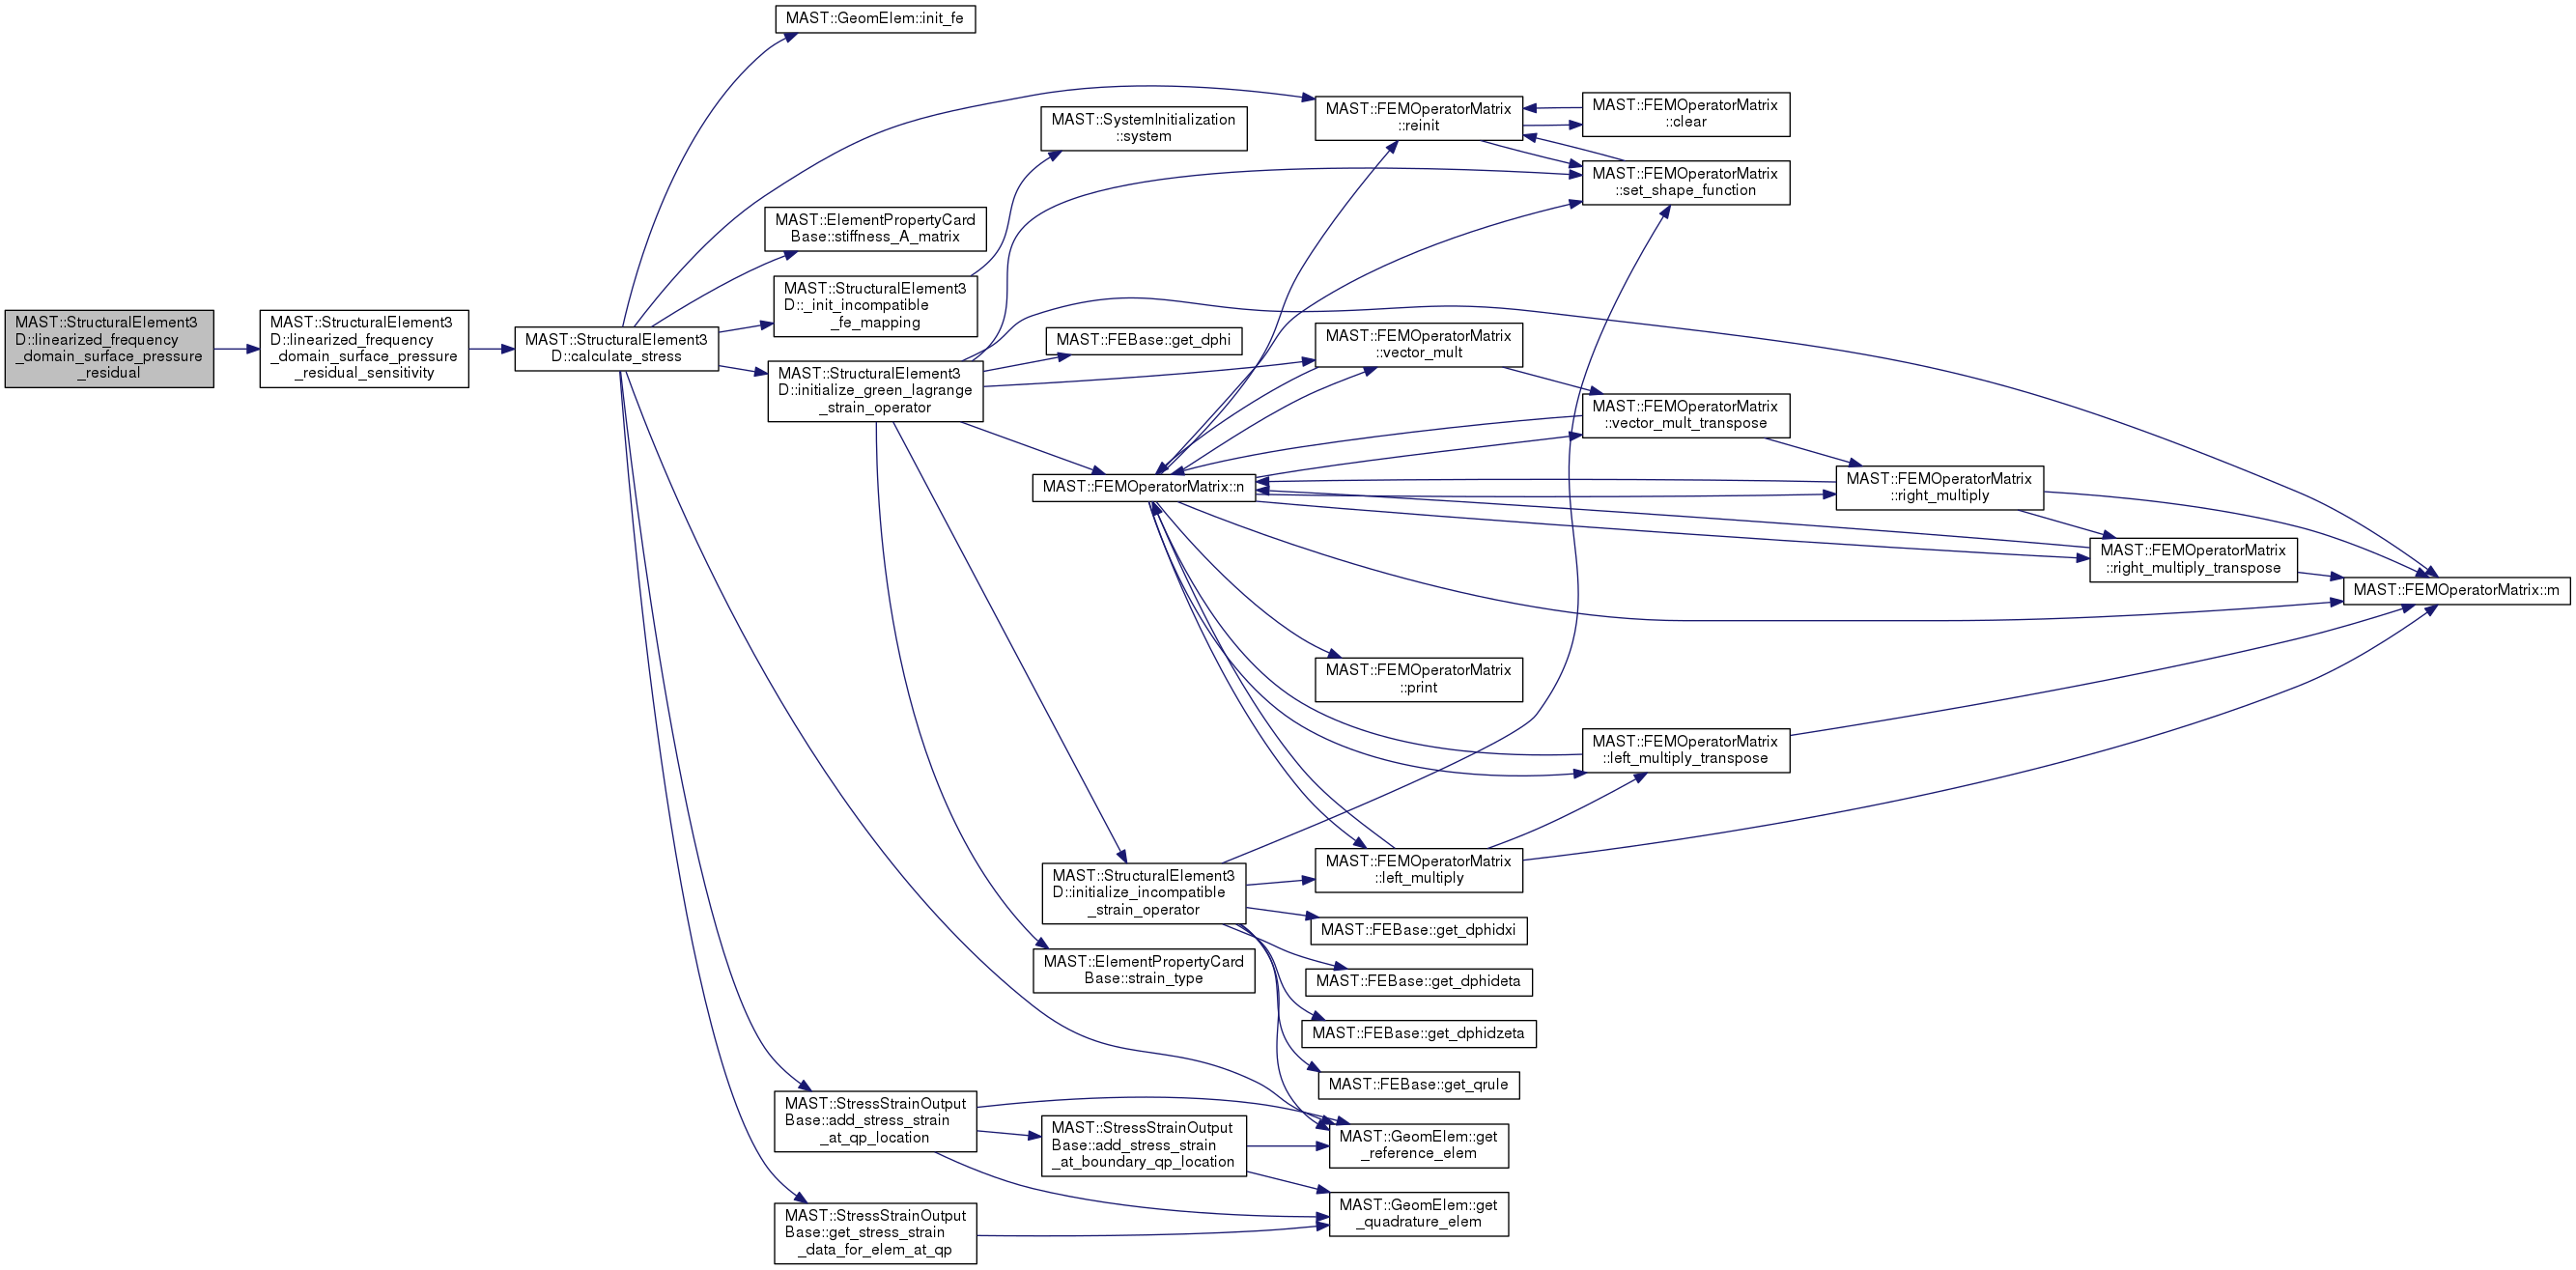 MAST::StructuralElement3
D::linearized_frequency
_domain_surface_pressure
_residual
MAST::StructuralElement3
D::linearized_frequency
_domain_surface_pressure
_residual_sensitivity
MAST::StructuralElement3
D::calculate_stress
MAST::GeomElem::init_fe
MAST::ElementPropertyCard
Base::stiffness_A_matrix
MAST::StructuralElement3
D::_init_incompatible
_fe_mapping
MAST::StructuralElement3
D::initialize_green_lagrange
_strain_operator
MAST::StressStrainOutput
Base::add_stress_strain
_at_qp_location
MAST::StressStrainOutput
Base::get_stress_strain
_data_for_elem_at_qp
MAST::SystemInitialization
::system
MAST::FEBase::get_dphi
MAST::FEMOperatorMatrix::n
MAST::StructuralElement3
D::initialize_incompatible
_strain_operator
MAST::ElementPropertyCard
Base::strain_type
MAST::StressStrainOutput
Base::add_stress_strain
_at_boundary_qp_location
MAST::FEMOperatorMatrix
::reinit
MAST::FEMOperatorMatrix
::vector_mult
MAST::FEMOperatorMatrix
::print
MAST::FEMOperatorMatrix
::left_multiply
MAST::FEBase::get_dphidxi
MAST::FEBase::get_dphideta
MAST::FEBase::get_dphidzeta
MAST::FEBase::get_qrule
MAST::GeomElem::get
_reference_elem
MAST::GeomElem::get
_quadrature_elem
MAST::FEMOperatorMatrix
::clear
MAST::FEMOperatorMatrix
::set_shape_function
MAST::FEMOperatorMatrix
::vector_mult_transpose
MAST::FEMOperatorMatrix
::left_multiply_transpose
MAST::FEMOperatorMatrix
::right_multiply
MAST::FEMOperatorMatrix
::right_multiply_transpose
MAST::FEMOperatorMatrix::m